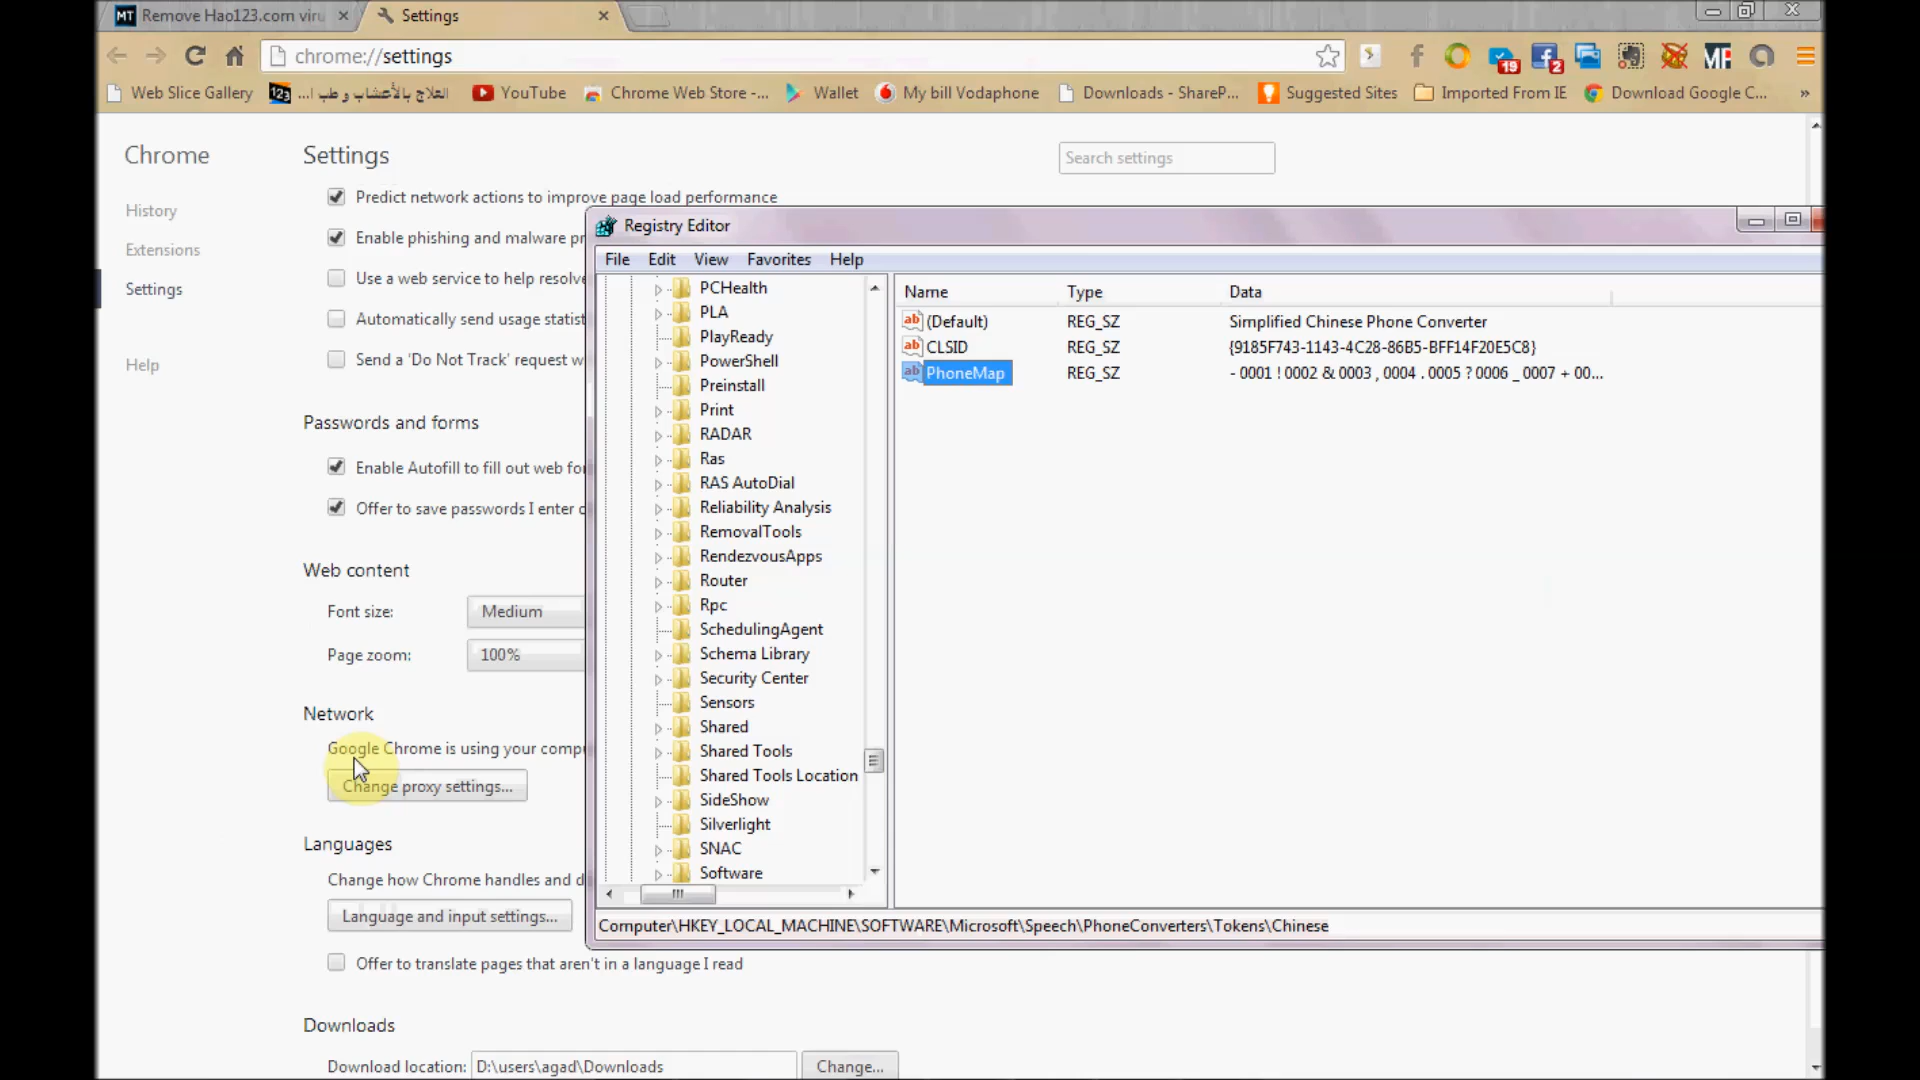 MT Remove Hao123.com viru
Settings
chrome://settings
19
2
Web Slice Gallery
123 العلاج بالأعشاب و طب ا...
YouTube
Chrome Web Store -...
Wallet
My bill Vodaphone
Downloads - ShareP...
Suggested Sites
Imported From IE
Download Google C...
»
Chrome
History
Extensions
Settings
Help
Settings
Search settings
Predict network actions to improve page load performance
Enable phishing and malware pr
Use a web service to help resolve
Automatically send usage statist
Send a 'Do Not Track' request w
Passwords and forms
Enable Autofill to fill out web fo
Offer to save passwords I enter o
Web content
Font size:
Medium
Page zoom:
100%
Network
Google Chrome is using your compu
Change proxy settings...
Languages
Change how Chrome handles and d
Language and input settings...
Offer to translate pages that aren't in a language I read
Downloads
Download location:
D:\users\agad\Downloads
Change...
Registry Editor
File Edit View Favorites Help
PCHealth
PLA
PlayReady
PowerShell
Preinstall
Print
RADAR
Ras
RAS AutoDial
Reliability Analysis
RemovalTools
RendezvousApps
Router
Rpc
SchedulingAgent
Schema Library
Security Center
Sensors
Shared
Shared Tools
Shared Tools Location
SideShow
Silverlight
SNAC
Software
Name Type Data
ab (Default) REG_SZ Simplified Chinese Phone Converter
ab CLSID REG_SZ {9185F743-1143-4C28-86B5-BFF14F20E5C8}
ab PhoneMap REG_SZ - 0001 ! 0002 & 0003 , 0004 . 0005 ? 0006 _ 0007 + 00...
Computer\HKEY_LOCAL_MACHINE\SOFTWARE\Microsoft\Speech\PhoneConverters\Tokens\Chinese